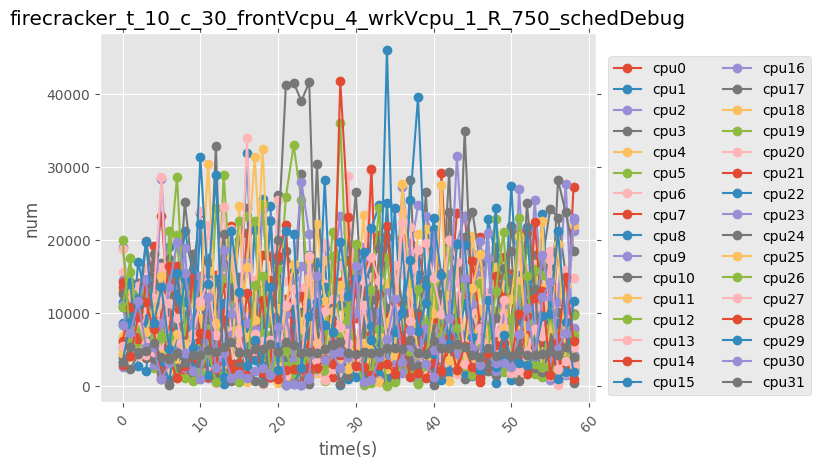 firecracker_t_10_c_30_frontVcpu_4_wrkVcpu_1_R_750_schedDebug
num
40000
30000
20000
10000
0
0
10
20
30
40
50
60
time(s)
cpu0
cpu1
cpu2
cpu3
cpu4
cpu5
cpu6
cpu7
cpu8
cpu9
cpu10
cpu11
cpu12
cpu13
cpu14
cpu15
cpu16
cpu17
cpu18
cpu19
cpu20
cpu21
cpu22
cpu23
cpu24
cpu25
cpu26
cpu27
cpu28
cpu29
cpu30
cpu31